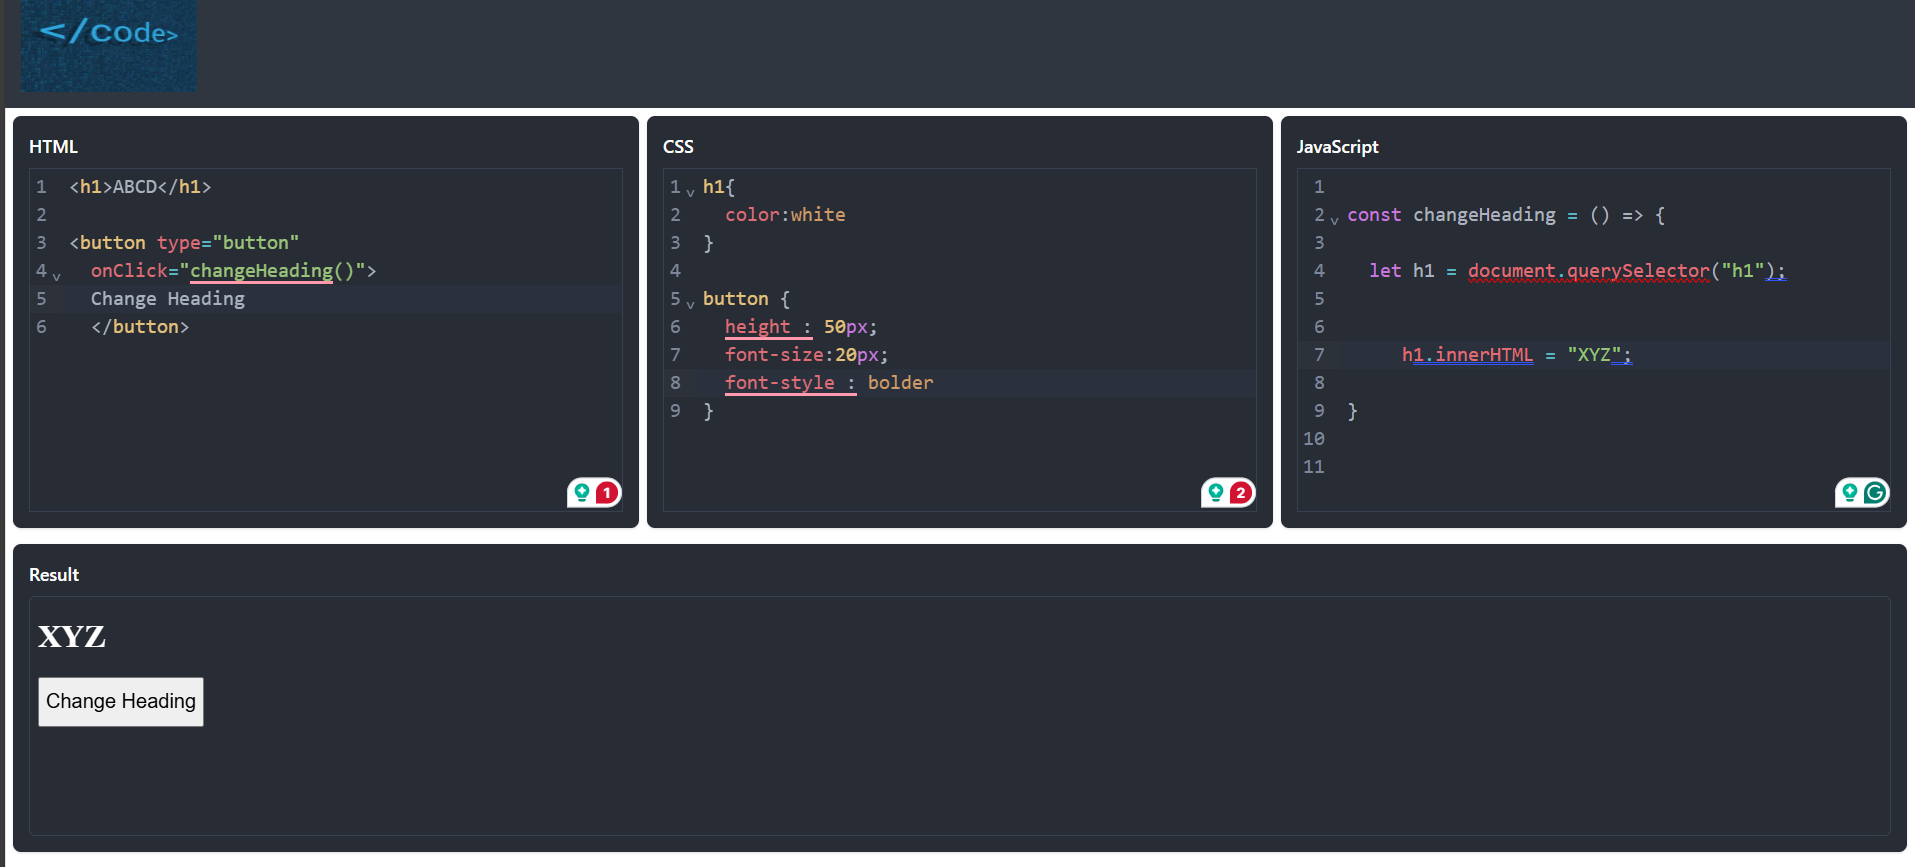 </Code>
HTML
1 <h1>ABCD</h1>
2
3 <button type="button"
4 onClick="changeHeading()">
5 Change Heading
6 </button>
1
CSS
1 h1{
2 color:white
3 }
4
5 button {
6 height : 50px;
7 font-size:20px;
8 font-style : bolder
9 }
2
JavaScript
1
2 const changeHeading = () => {
3
4 let h1 = document.querySelector("h1");
5
6
7 h1.innerHTML = "XYZ";
8
9 }
10
11
Result
XYZ
Change Heading